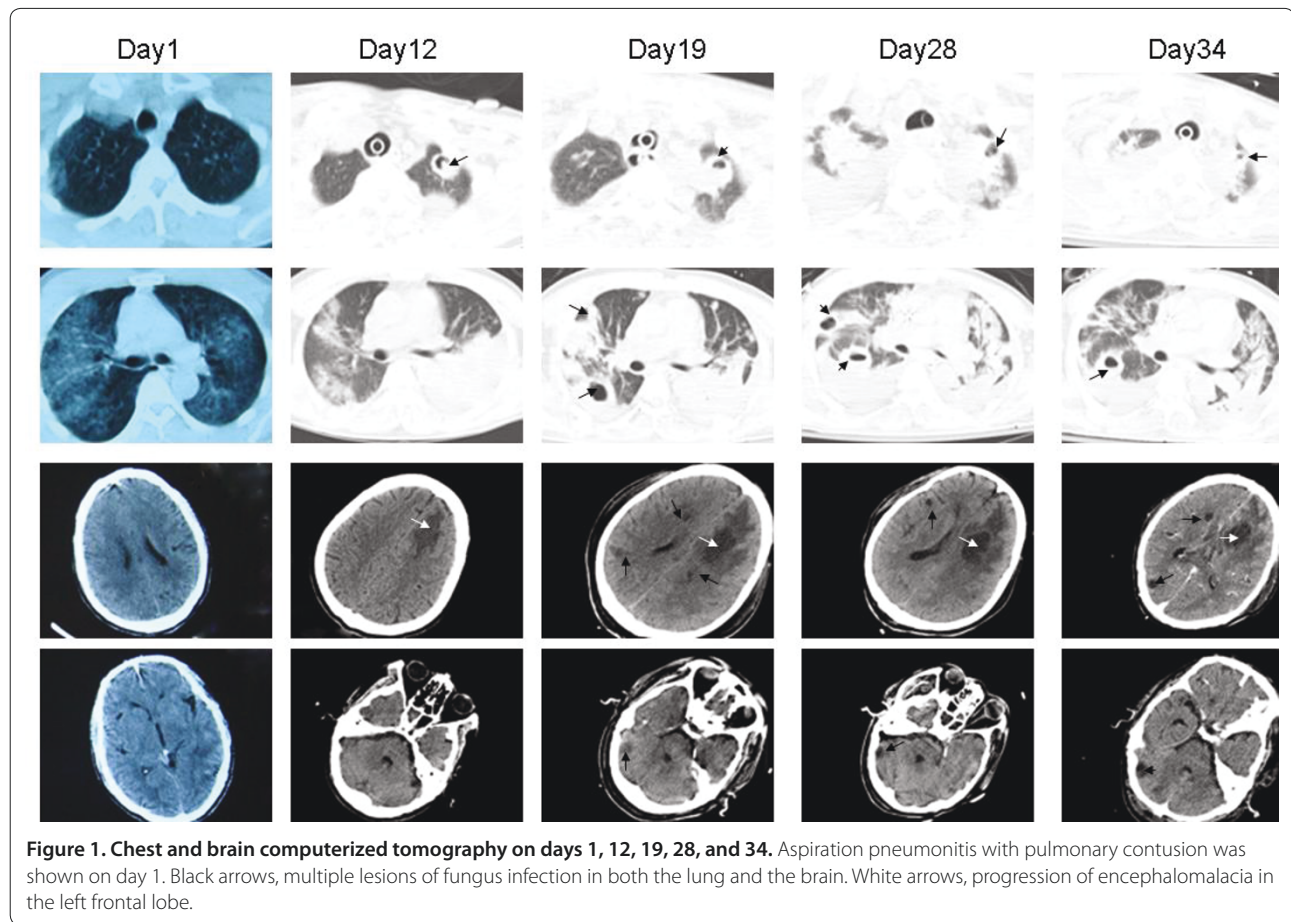 Day1 Day12 Day19 Day28 Day34
Figure 1. Chest and brain computerized tomography on days 1, 12, 19, 28, and 34. Aspiration pneumonitis with pulmonary contusion was
shown on day 1. Black arrows, multiple lesions of fungus infection in both the lung and the brain. White arrows, progression of encephalomalacia in
the left frontal lobe.